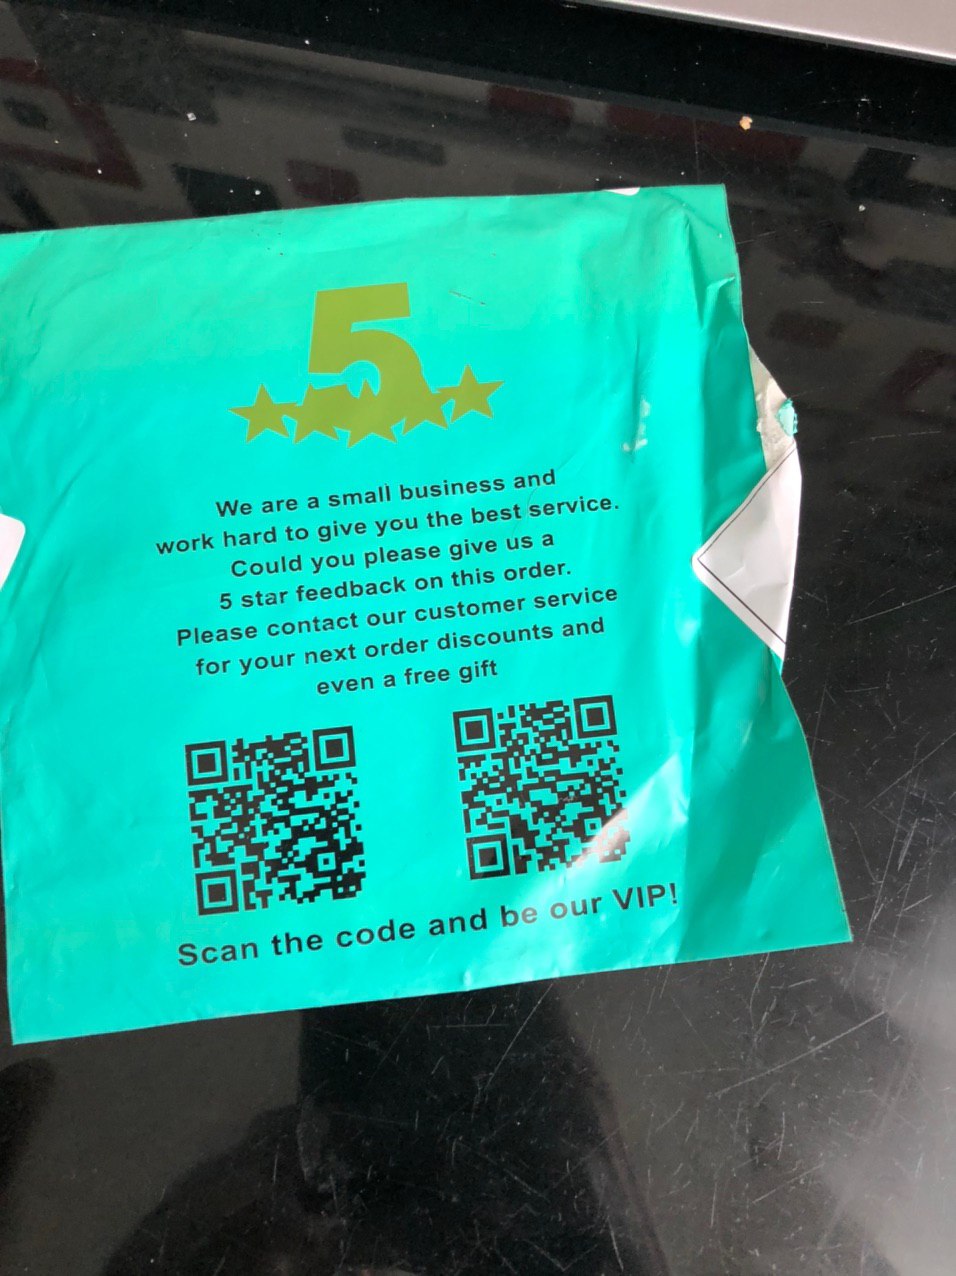 5
We are a small business and
work hard to give you the best service.
Could you please give us a
5 star feedback on this order.
Please contact our customer service
for your next order discounts and
even a free gift
Scan the code and be our VIP!